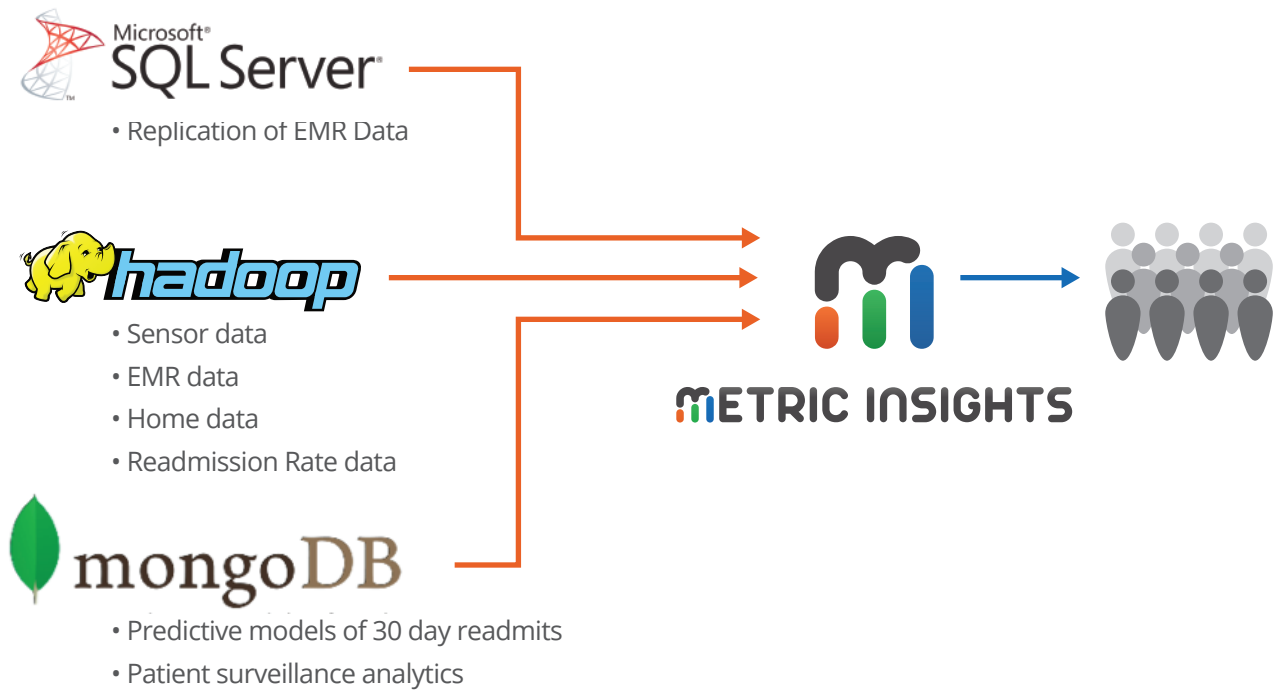 Microsoft®
SQL Server®
TM
• Replication of EMR Data
hadoop
• Sensor data
• EMR data
• Home data
• Readmission Rate data
mongoDB
• Predictive models of 30 day readmits
• Patient surveillance analytics
METRIC INSIGHTS